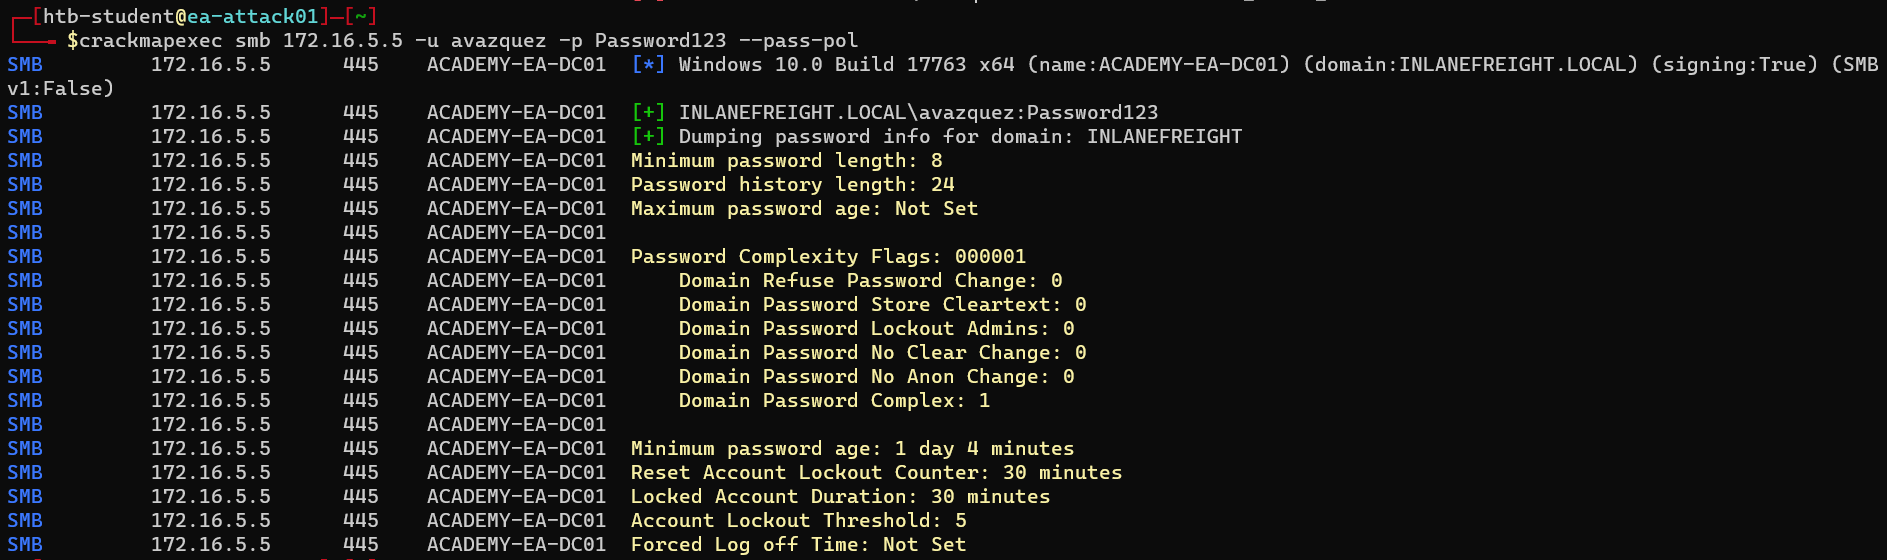 ┌─[htb-student@ea-attack01]─[~]
└──╼ $crackmapexec smb 172.16.5.5 -u avazquez -p Password123 --pass-pol
SMB         172.16.5.5      445    ACADEMY-EA-DC01  [*] Windows 10.0 Build 17763 x64 (name:ACADEMY-EA-DC01) (domain:INLANEFREIGHT.LOCAL) (signing:True) (SMB
v1:False)
SMB         172.16.5.5      445    ACADEMY-EA-DC01  [+] INLANEFREIGHT.LOCAL\avazquez:Password123
SMB         172.16.5.5      445    ACADEMY-EA-DC01  [+] Dumping password info for domain: INLANEFREIGHT
SMB         172.16.5.5      445    ACADEMY-EA-DC01  Minimum password length: 8
SMB         172.16.5.5      445    ACADEMY-EA-DC01  Password history length: 24
SMB         172.16.5.5      445    ACADEMY-EA-DC01  Maximum password age: Not Set
SMB         172.16.5.5      445    ACADEMY-EA-DC01
SMB         172.16.5.5      445    ACADEMY-EA-DC01  Password Complexity Flags: 000001
SMB         172.16.5.5      445    ACADEMY-EA-DC01      Domain Refuse Password Change: 0
SMB         172.16.5.5      445    ACADEMY-EA-DC01      Domain Password Store Cleartext: 0
SMB         172.16.5.5      445    ACADEMY-EA-DC01      Domain Password Lockout Admins: 0
SMB         172.16.5.5      445    ACADEMY-EA-DC01      Domain Password No Clear Change: 0
SMB         172.16.5.5      445    ACADEMY-EA-DC01      Domain Password No Anon Change: 0
SMB         172.16.5.5      445    ACADEMY-EA-DC01      Domain Password Complex: 1
SMB         172.16.5.5      445    ACADEMY-EA-DC01
SMB         172.16.5.5      445    ACADEMY-EA-DC01  Minimum password age: 1 day 4 minutes
SMB         172.16.5.5      445    ACADEMY-EA-DC01  Reset Account Lockout Counter: 30 minutes
SMB         172.16.5.5      445    ACADEMY-EA-DC01  Locked Account Duration: 30 minutes
SMB         172.16.5.5      445    ACADEMY-EA-DC01  Account Lockout Threshold: 5
SMB         172.16.5.5      445    ACADEMY-EA-DC01  Forced Log off Time: Not Set